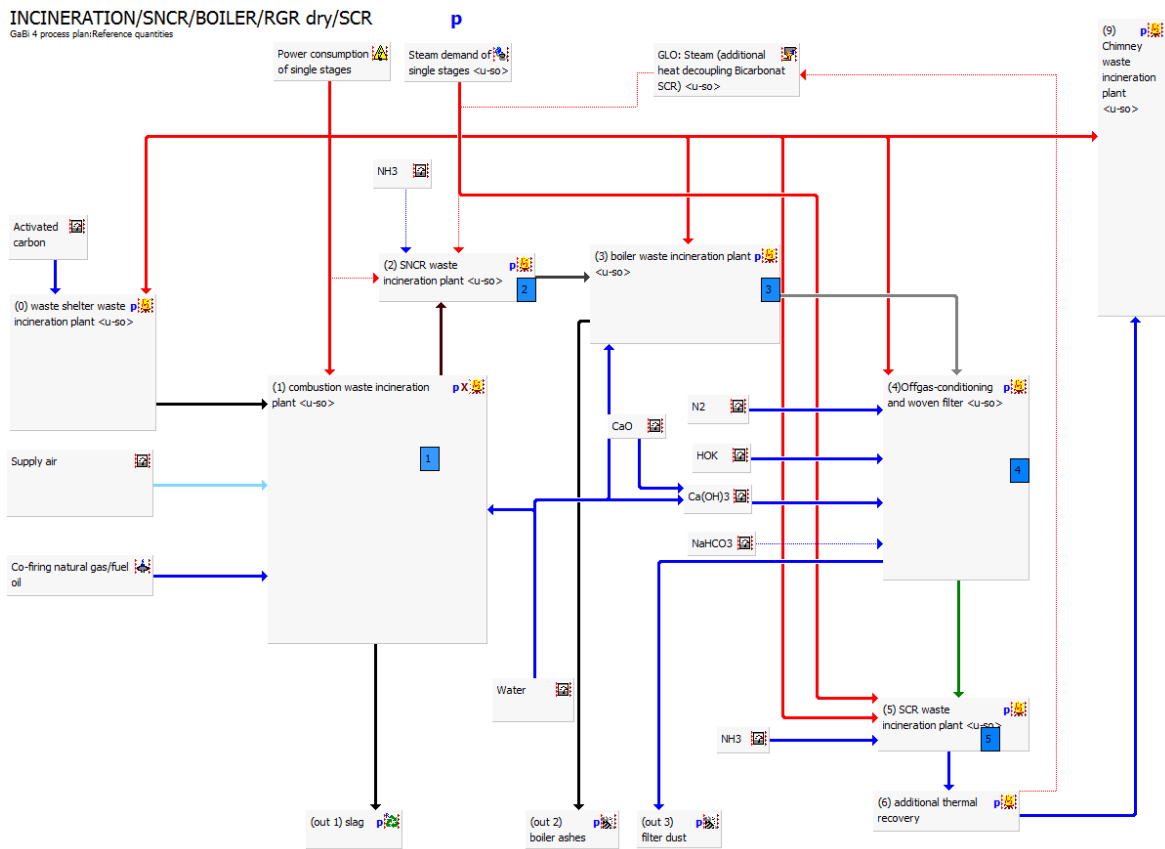 INCINERATION/SNCR/BOILER/RGR dry/SCR
p
GaBi 4 process plan:Reference quantities
Power consumption
of single stages
Steam demand of
single stages <u-so>
GLO: Steam (additional
heat decoupling Bicarbonat
SCR) <u-so>
(9)
p
Chimney
waste
incineration
plant
<u-so>
NH3
Activated
carbon
(0) waste shelter waste
p
incineration plant <u-so>
(2) SNCR waste
p
incineration plant <u-so>
2
(3) boiler waste incineration plant
p
<u-so>
3
(1) combustion waste incineration
p X
plant <u-so>
1
(4)Offgas-conditioning
p
and woven filter <u-so>
4
N2
CaO
HOK
Ca(OH)3
NaHCO3
Supply air
Co-firing natural gas/fuel
oil
Water
(5) SCR waste
p
incineration plant <u-so>
5
NH3
(6) additional thermal
p
recovery
(out 1) slag
p
(out 2)
p
boiler ashes
(out 3)
p
filter dust